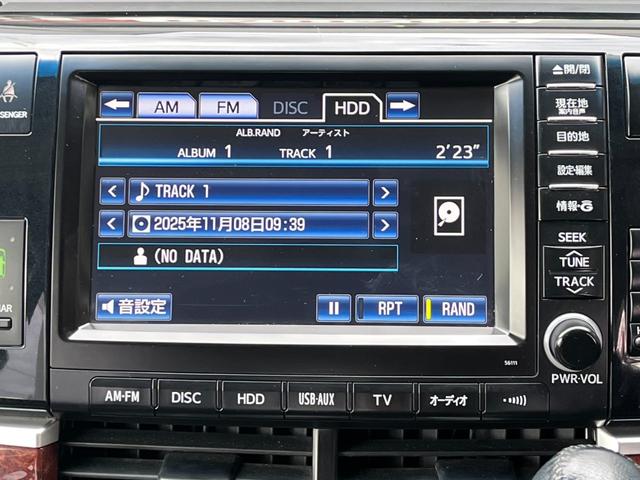 AM FM DISC HDD
ALB.RAND アーティスト
ALBUM 1 TRACK 1 2'23"
TRACK 1
2025年11月08日09:39
(NO DATA)
音設定 RPT RAND
56111
開/閉
現在地
案内音声
目的地
設定・編集
情報・G
SEEK
TUNE
TRACK
PWR・VOL
AM・FM DISC HDD USB・AUX TV オーディオ